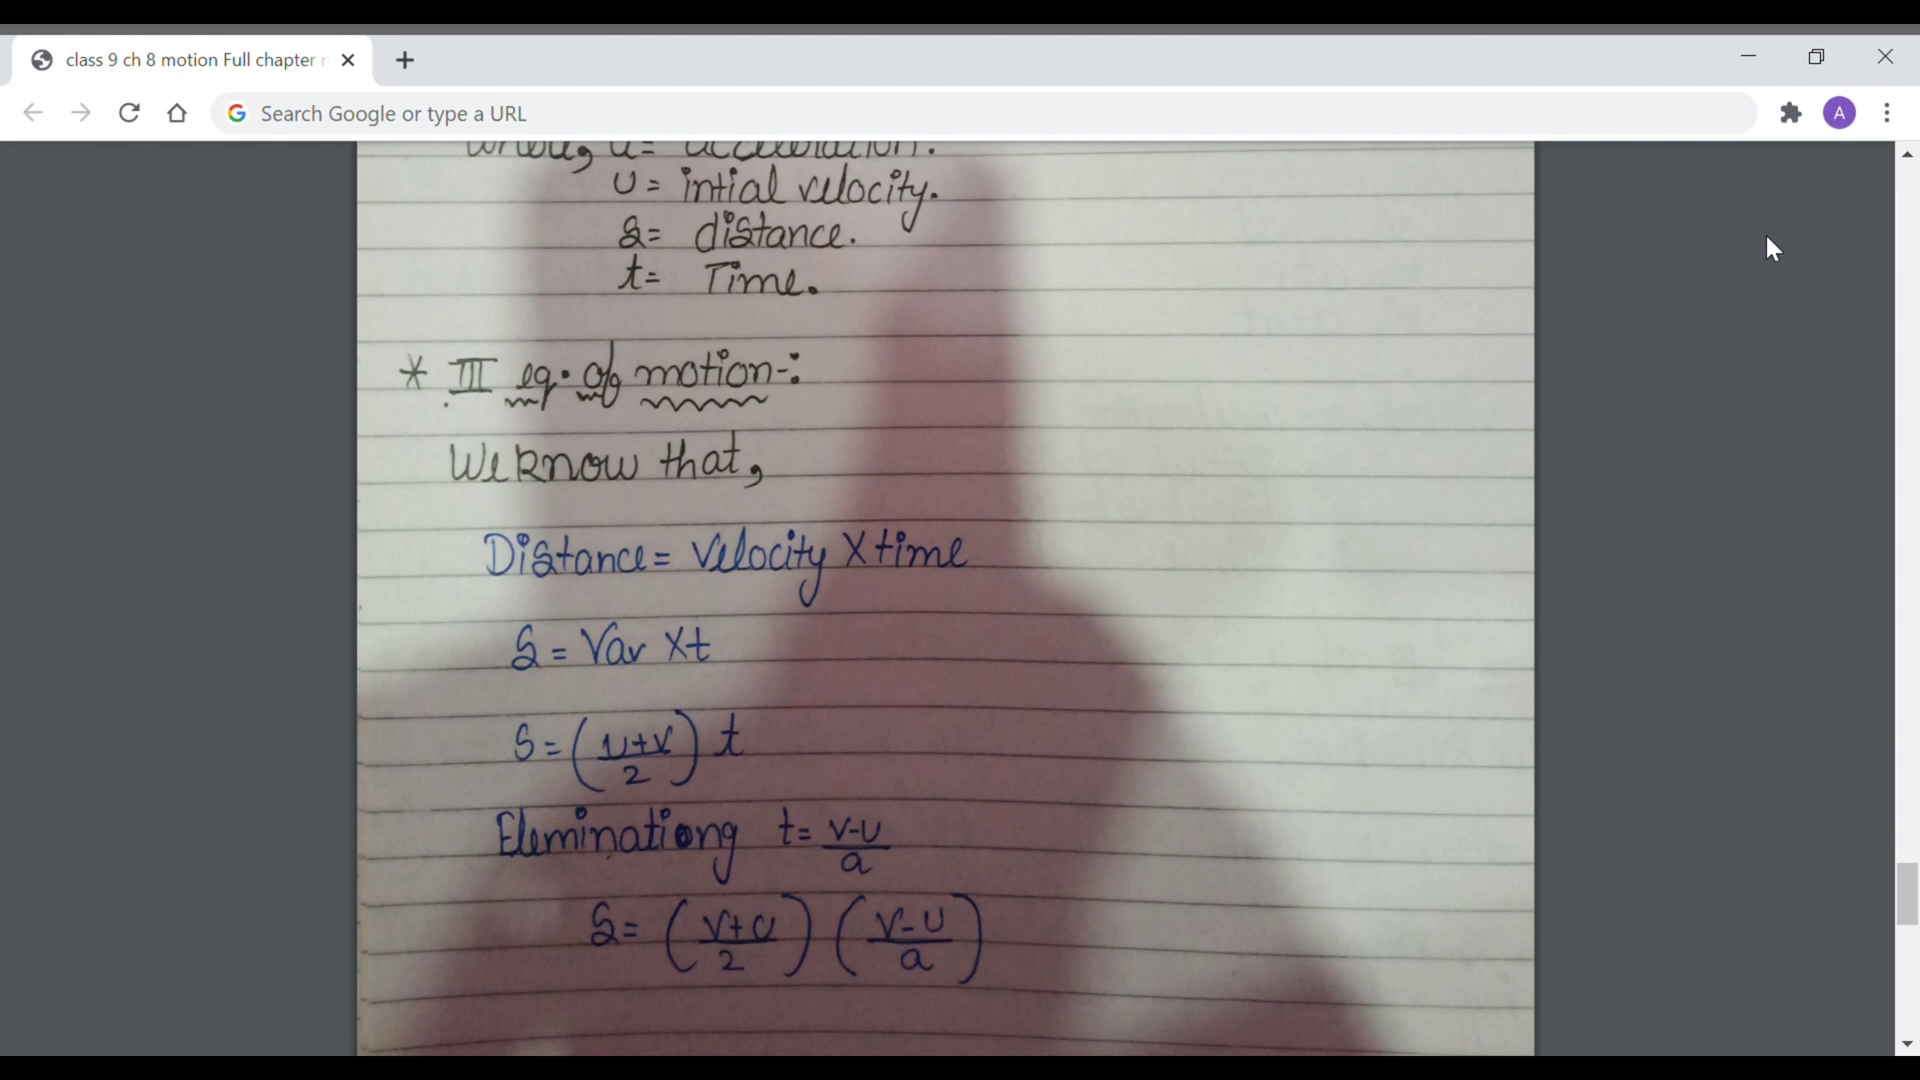 class 9 ch 8 motion Full chapter
Search Google or type a URL
A
U = intial velocity.
S = distance.
t = Time.
* III eq. of motion-:
We know that,
Distance = Velocity X time
S = Vav X t
S = (u+v/2) t
Eleminationg t = v-u/a
S = (v+u/2) (v-u/a)